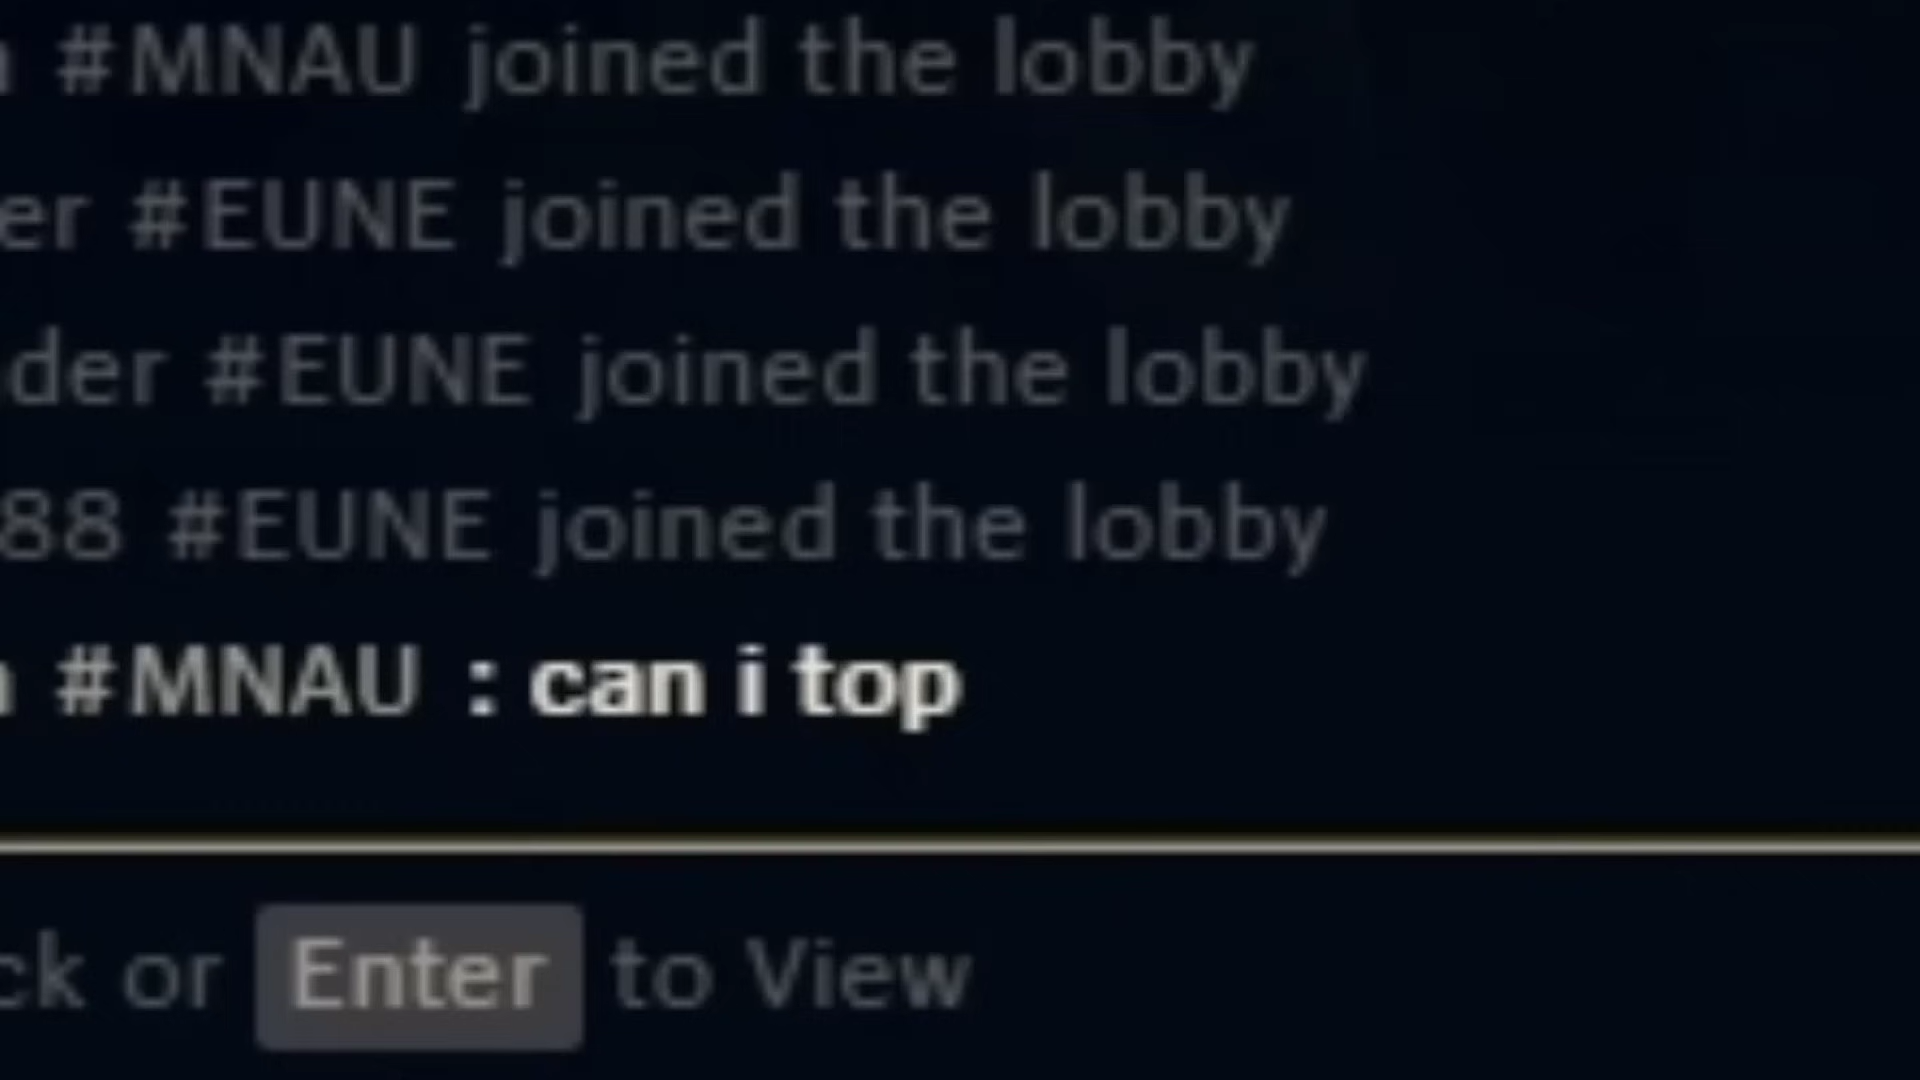 #MNAU joined the lobby
er #EUNE joined the lobby
der #EUNE joined the lobby
88 #EUNE joined the lobby
#MNAU : can i top
ck or Enter to View